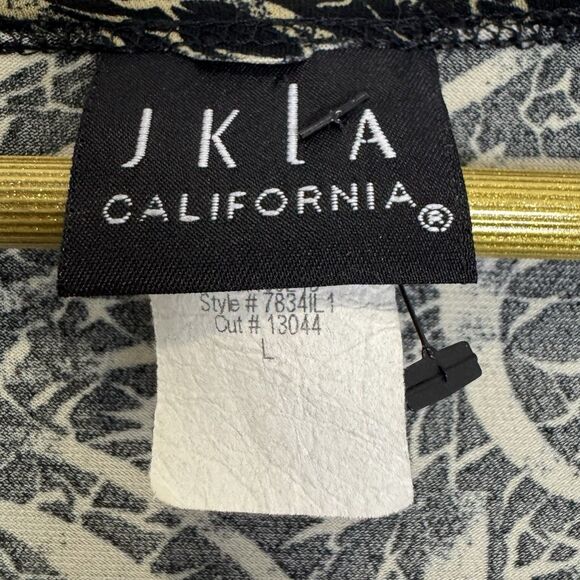 JKLA
CALIFORNIA®
Style # 7834IL1
Cut # 13044
L